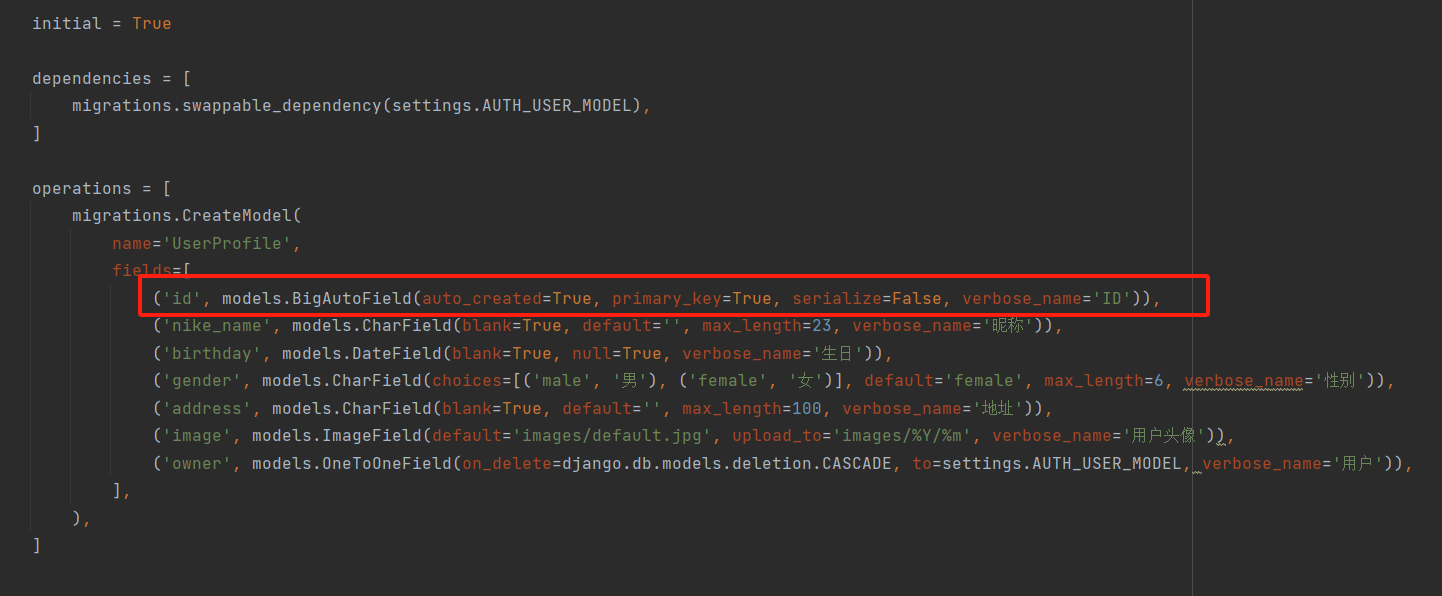 initial = True
dependencies = [
migrations.swappable_dependency(settings.AUTH_USER_MODEL),
]
operations = [
migrations.CreateModel(
name='UserProfile',
fields=[
('id', models.BigAutoField(auto_created=True, primary_key=True, serialize=False, verbose_name='ID')),
('nike_name', models.CharField(blank=True, default='', max_length=23, verbose_name='昵称')),
('birthday', models.DateField(blank=True, null=True, verbose_name='生日')),
('gender', models.CharField(choices=[('male', '男'), ('female', '女')], default='female', max_length=6, verbose_name='性别')),
('address', models.CharField(blank=True, default='', max_length=100, verbose_name='地址')),
('image', models.ImageField(default='images/default.jpg', upload_to='images/%Y/%m', verbose_name='用户头像')),
('owner', models.OneToOneField(on_delete=django.db.models.deletion.CASCADE, to=settings.AUTH_USER_MODEL, verbose_name='用户')),
],
),
]